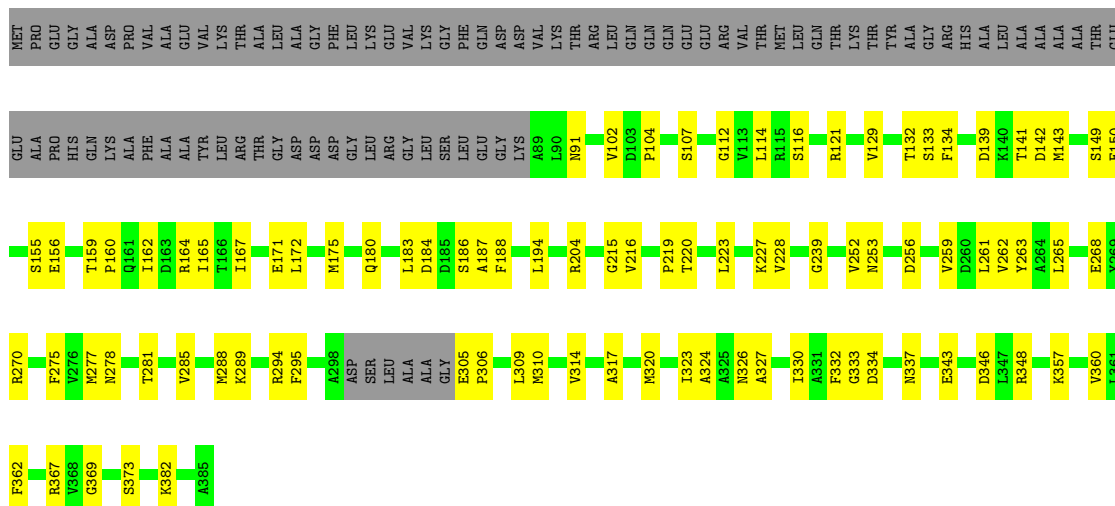 MET PRO GLU GLY ALA ASP PRO VAL ALA GLU VAL LYS THR ALA LEU ALA GLY PHE LEU LYS GLU VAL LYS GLY PHE GLN ASP ASP VAL LYS THR ARG LEU GLN GLN GLN GLU GLU ARG VAL THR MET LEU GLN THR LYS THR TYR ALA GLY ARG HIS ALA LEU ALA ALA ALA ALA ALA THR GLU
GLU ALA PRO HIS GLN LYS ALA PHE ALA ALA TYR LEU ARG THR GLY ASP ASP ASP GLY LEU ARG GLY LEU SER LEU GLU GLY LYS A89 L90 N91 V102 D103 P104 S107 G112 V113 L114 R115 S116 R121 V129 T132 S133 F134 D139 K140 T141 D142 M143 S149 E150
S155 E156 T159 P160 Q161 I162 D163 R164 I165 T166 I167 E171 L172 M175 Q180 L183 D184 D185 S186 A187 F188 L194 R204 G215 V216 P219 T220 L223 K227 V228 G239 V252 N253 D256 V259 D260 L261 V262 Y263 A264 L265 E268 Y269
R270 F275 V276 M277 N278 T281 V285 M288 K289 R294 F295 A298 ASP SER LEU ALA ALA GLY E305 P306 L309 M310 V314 A317 M320 I323 A324 A325 N326 A327 I330 A331 F332 G333 D334 N337 E343 D346 L347 R348 K357 V360 L361
F362 R367 V368 G369 S373 K382 A385